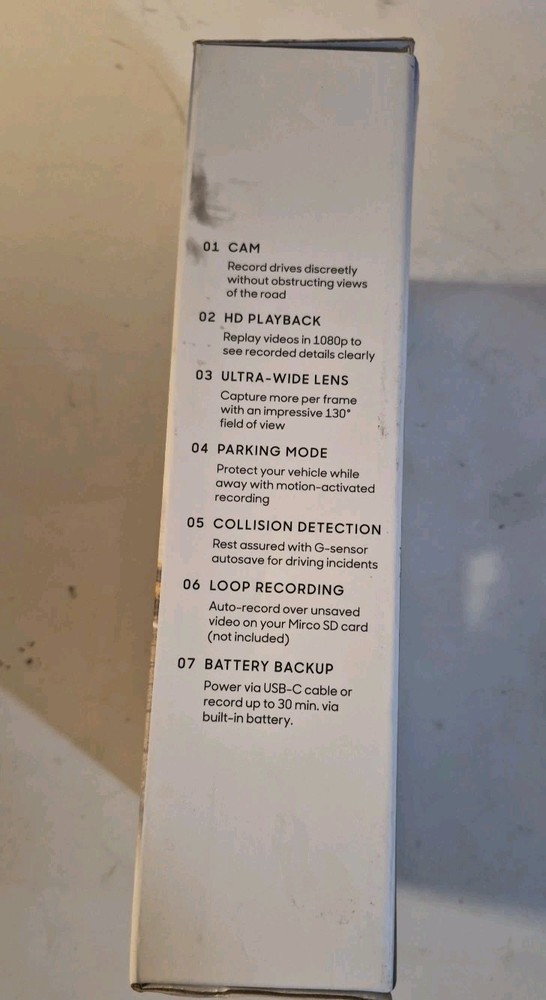 01 CAM
Record drives discreetly
without obstructing views
of the road
02 HD PLAYBACK
Replay videos in 1080p to
see recorded details clearly
03 ULTRA-WIDE LENS
Capture more per frame
with an impressive 130°
field of view
04 PARKING MODE
Protect your vehicle while
away with motion-activated
recording
05 COLLISION DETECTION
Rest assured with G-sensor
autosave for driving incidents
06 LOOP RECORDING
Auto-record over unsaved
video on your Mirco SD card
(not included)
07 BATTERY BACKUP
Power via USB-C cable or
record up to 30 min. via
built-in battery.